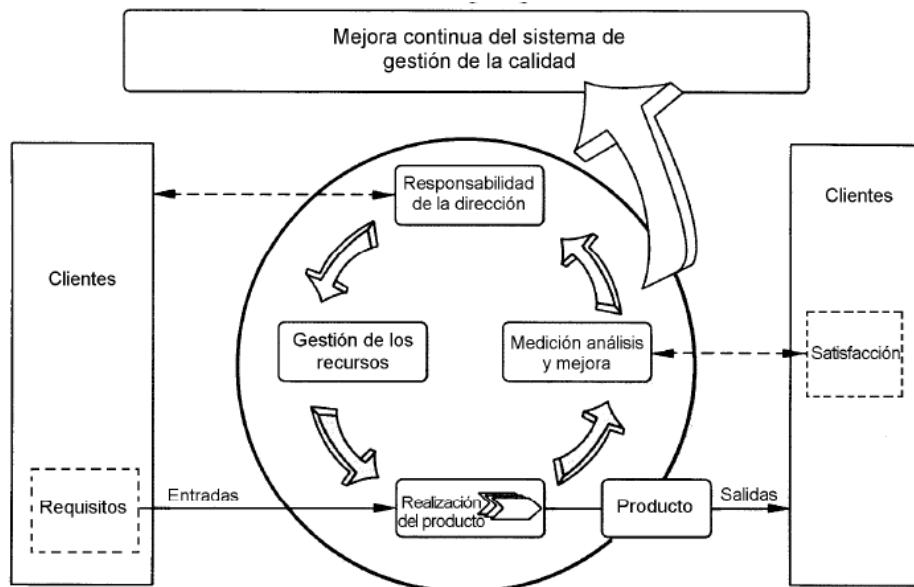 Mejora continua del sistema de
gestión de la calidad
Responsabilidad
de la dirección
Clientes
Clientes
Gestión de los
recursos
Medición análisis
y mejora
Satisfacción
Requisitos
Entradas
Realización
del producto
Producto
Salidas